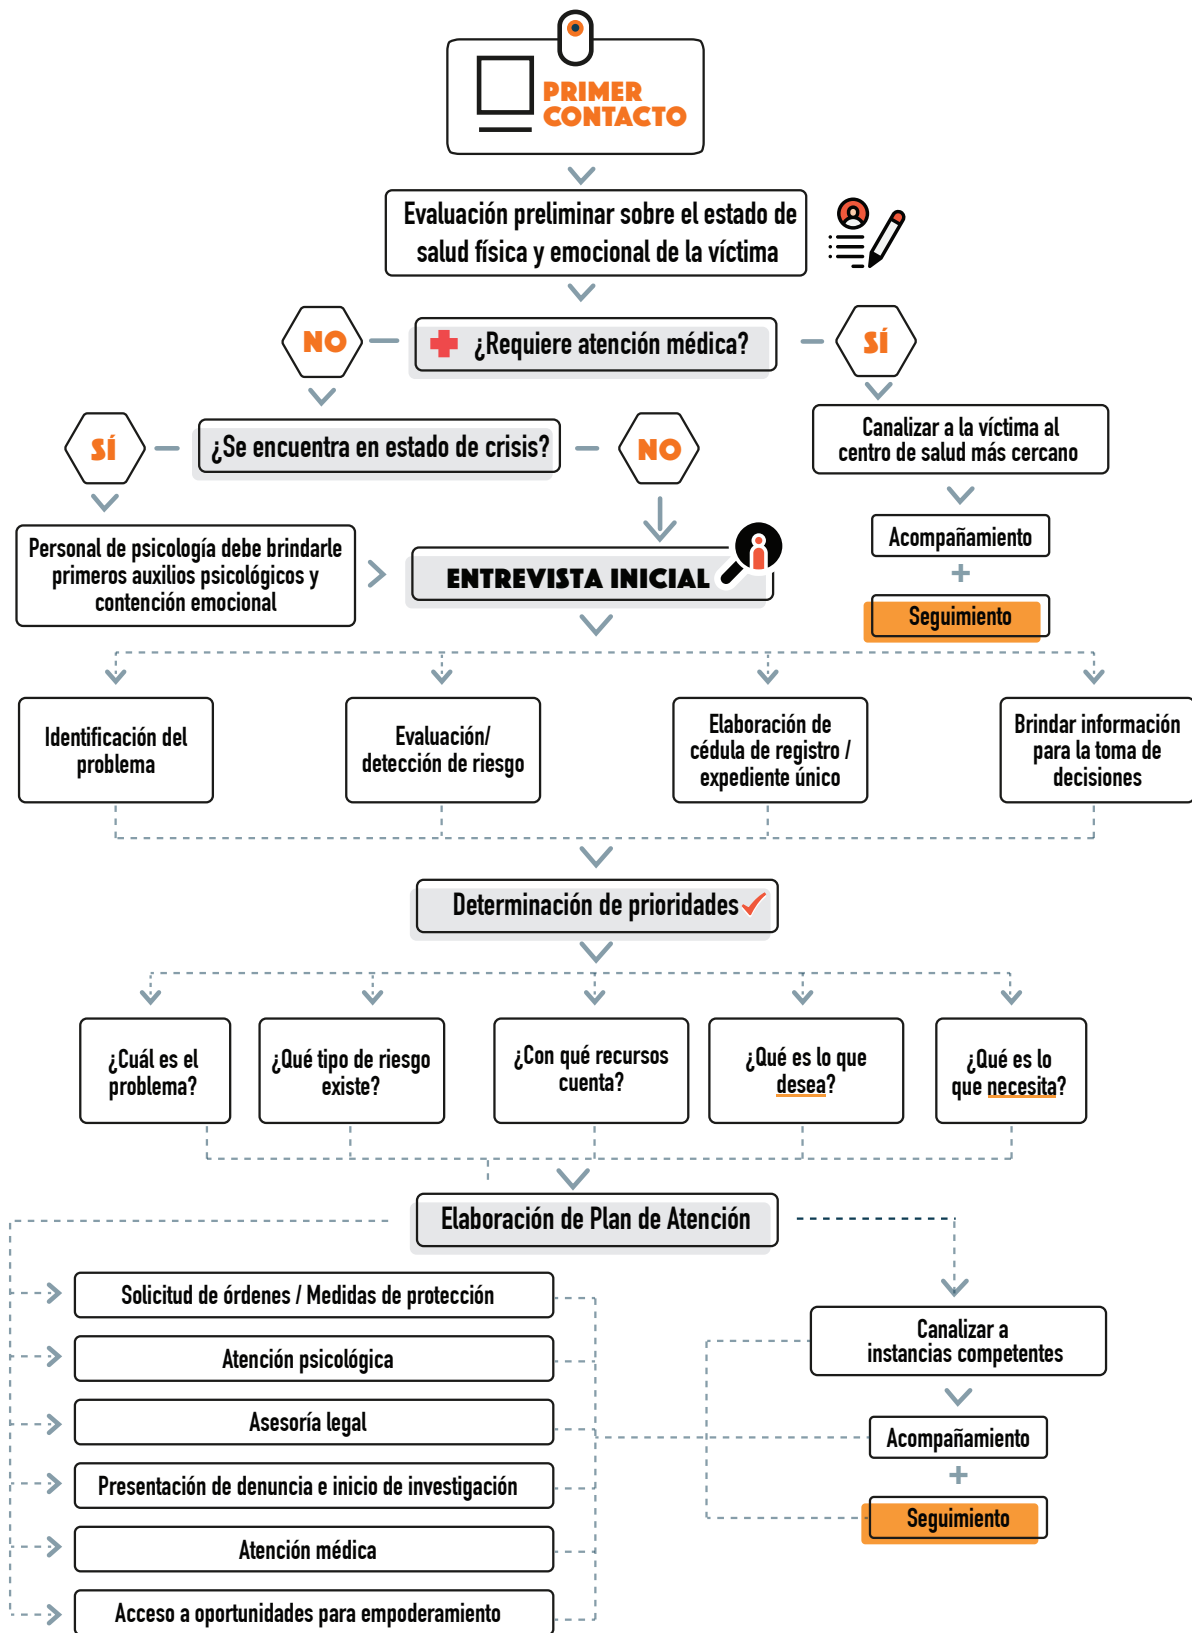 PRIMER
CONTACTO
Evaluación preliminar sobre el estado de
salud física y emocional de la víctima
NO
¿Requiere atención médica?
SÍ
SÍ
¿Se encuentra en estado de crisis?
NO
Canalizar a la víctima al
centro de salud más cercano
Personal de psicología debe brindarle
primeros auxilios psicológicos y
contención emocional
ENTREVISTA INICIAL
Acompañamiento
+
Seguimiento
Identificación del
problema
Evaluación/
detección de riesgo
Elaboración de
cédula de registro /
expediente único
Brindar información
para la toma de
decisiones
Determinación de prioridades
¿Cuál es el
problema?
¿Qué tipo de riesgo
existe?
¿Con qué recursos
cuenta?
¿Qué es lo que
desea?
¿Qué es lo
que necesita?
Elaboración de Plan de Atención
Solicitud de órdenes / Medidas de protección
Atención psicológica
Asesoría legal
Presentación de denuncia e inicio de investigación
Atención médica
Acceso a oportunidades para empoderamiento
Canalizar a
instancias competentes
Acompañamiento
+
Seguimiento